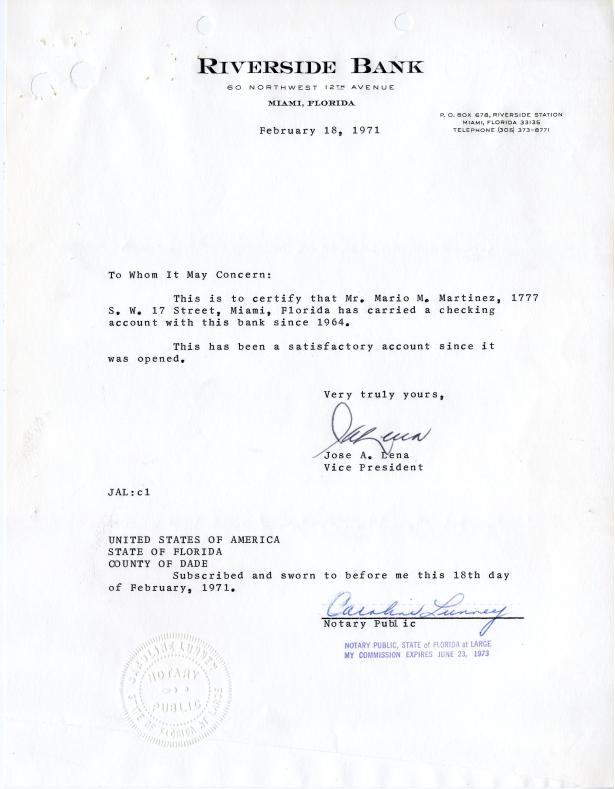 RIVERSIDE BANK
60 NORTHWEST 12TH AVENUE
MIAMI, FLORIDA
P. O. BOX 678, RIVERSIDE STATION
MIAMI, FLORIDA 33135
TELEPHONE (305) 373-8771
February 18, 1971
To Whom It May Concern:
This is to certify that Mr. Mario M. Martinez, 1777
S. W. 17 Street, Miami, Florida has carried a checking
account with this bank since 1964.
This has been a satisfactory account since it
was opened.
Very truly yours,
JALena
Jose A. Lena
Vice President
JAL:cl
UNITED STATES OF AMERICA
STATE OF FLORIDA
COUNTY OF DADE
Subscribed and sworn to before me this 18th day
of February, 1971.
Caroline Lunney
Notary Public
NOTARY PUBLIC, STATE of FLORIDA at LARGE
MY COMMISSION EXPIRES JUNE 23, 1973
CAROLINE LUNNEY
NOTARY
PUBLIC
STATE OF FLORIDA AT LARGE